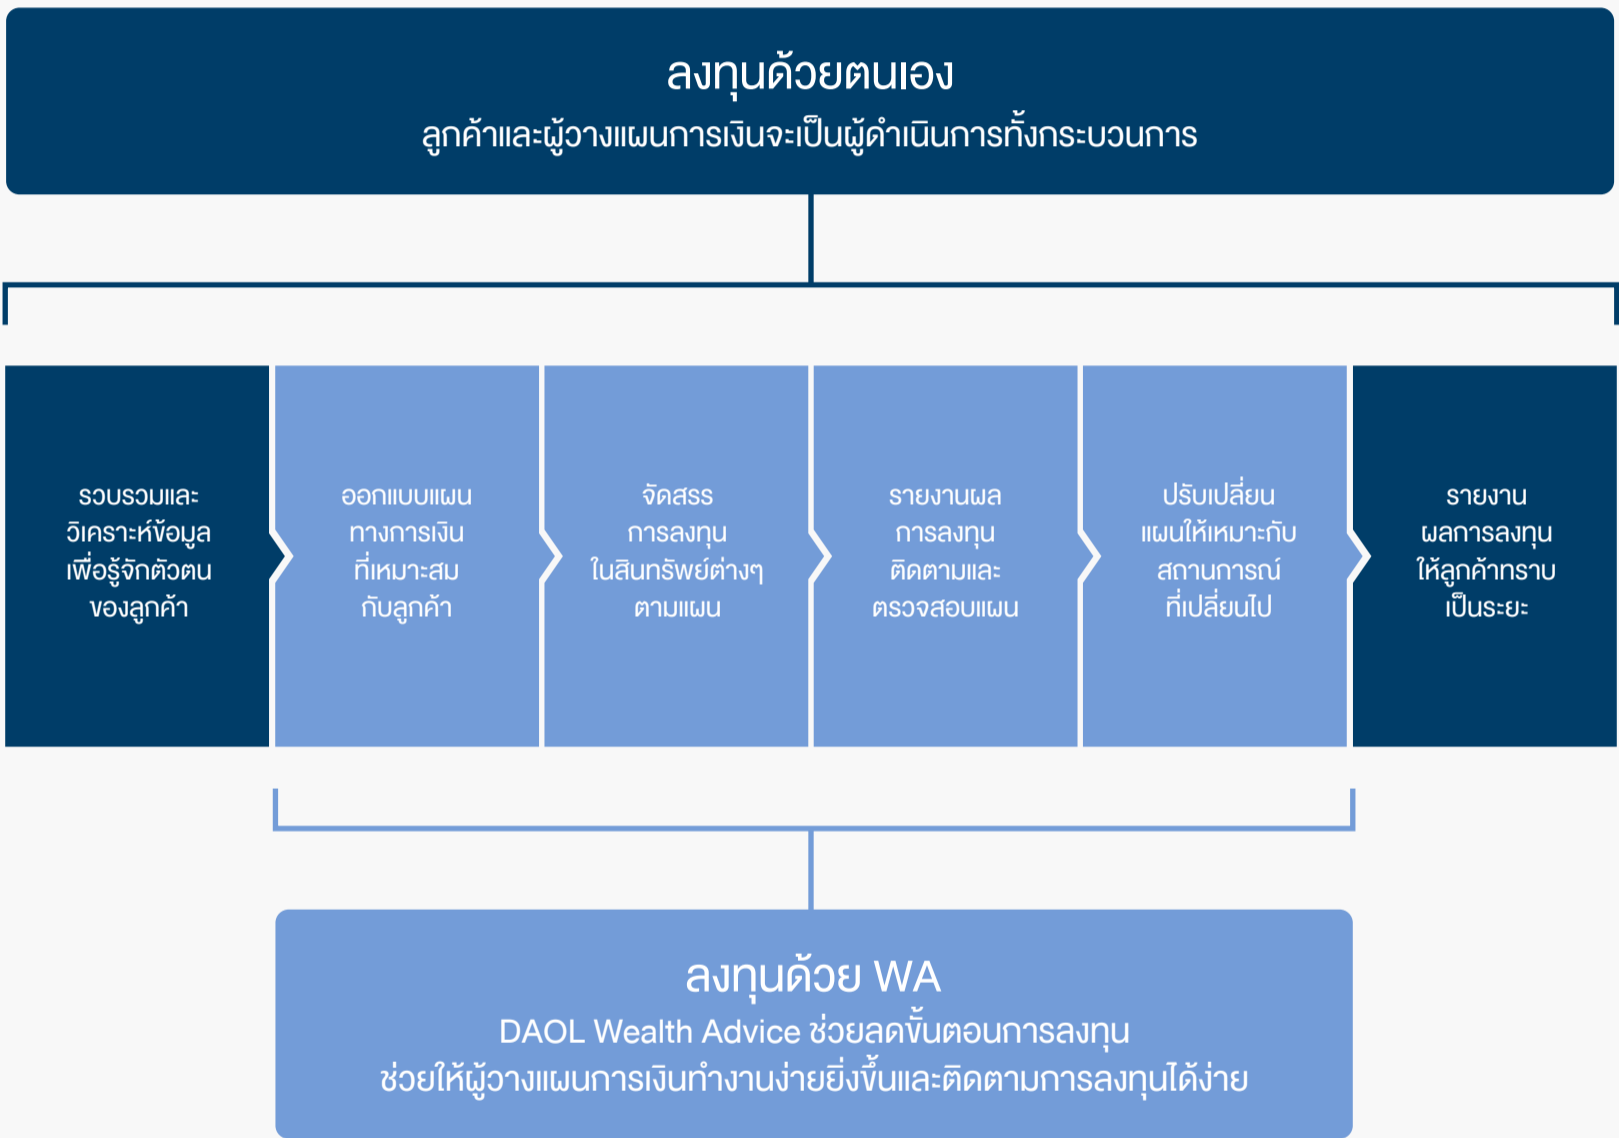 ลงทุนด้วยตนเอง
ลูกค้าและผู้วางแผนการเงินจะเป็นผู้ดำเนินการทั้งกระบวนการ
รวบรวมและ
วิเคราะห์ข้อมูล
เพื่อรู้จักตัวตน
ของลูกค้า
ออกแบบแผน
ทางการเงิน
ที่เหมาะสม
กับลูกค้า
จัดสรร
การลงทุน
ในสินทรัพย์ต่างๆ
ตามแผน
รายงานผล
การลงทุน
ติดตามและ
ตรวจสอบแผน
ปรับเปลี่ยน
แผนให้เหมาะกับ
สถานการณ์
ที่เปลี่ยนไป
รายงาน
ผลการลงทุน
ให้ลูกค้าทราบ
เป็นระยะ
ลงทุนด้วย WA
DAOL Wealth Advice ช่วยลดขั้นตอนการลงทุน
ช่วยให้ผู้วางแผนการเงินทำงานง่ายยิ่งขึ้นและติดตามการลงทุนได้ง่าย